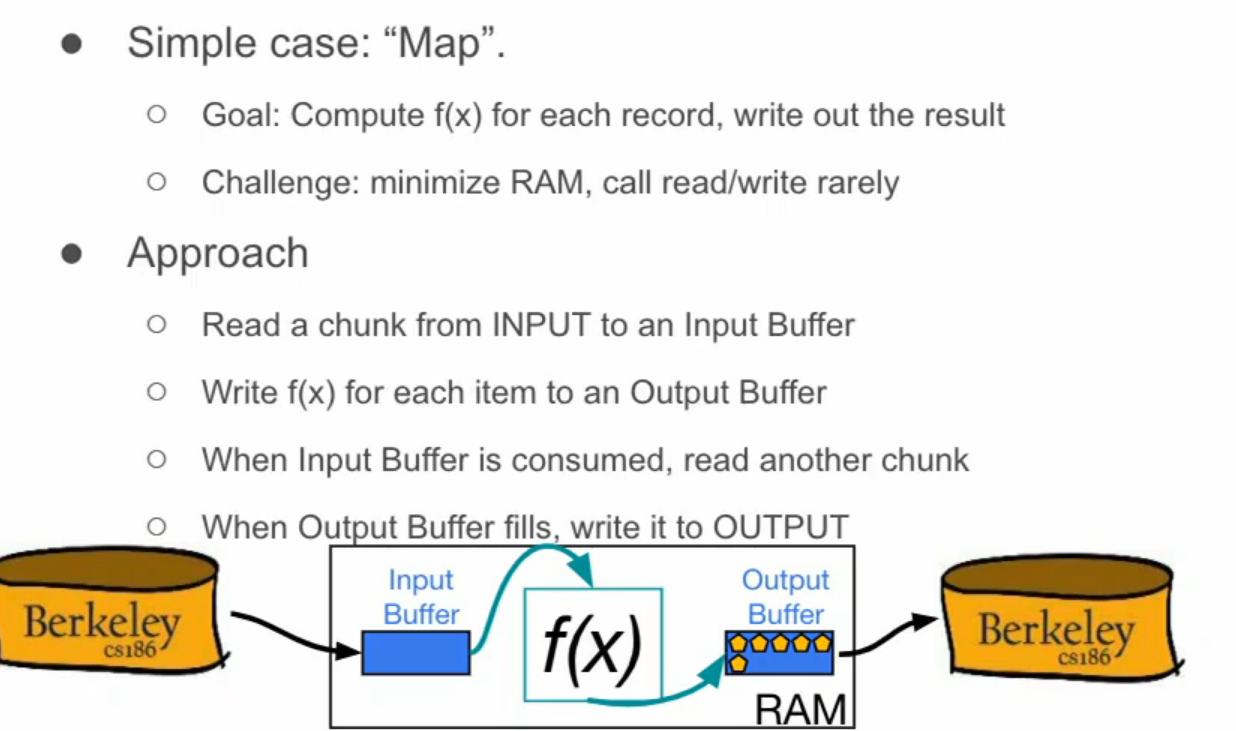 ● Simple case: “Map”.
○ Goal: Compute f(x) for each record, write out the result
○ Challenge: minimize RAM, call read/write rarely
● Approach
○ Read a chunk from INPUT to an Input Buffer
○ Write f(x) for each item to an Output Buffer
○ When Input Buffer is consumed, read another chunk
○ When Output Buffer fills, write it to OUTPUT
Berkeley
cs186
Input
Buffer
f(x)
Output
Buffer
RAM
Berkeley
cs186